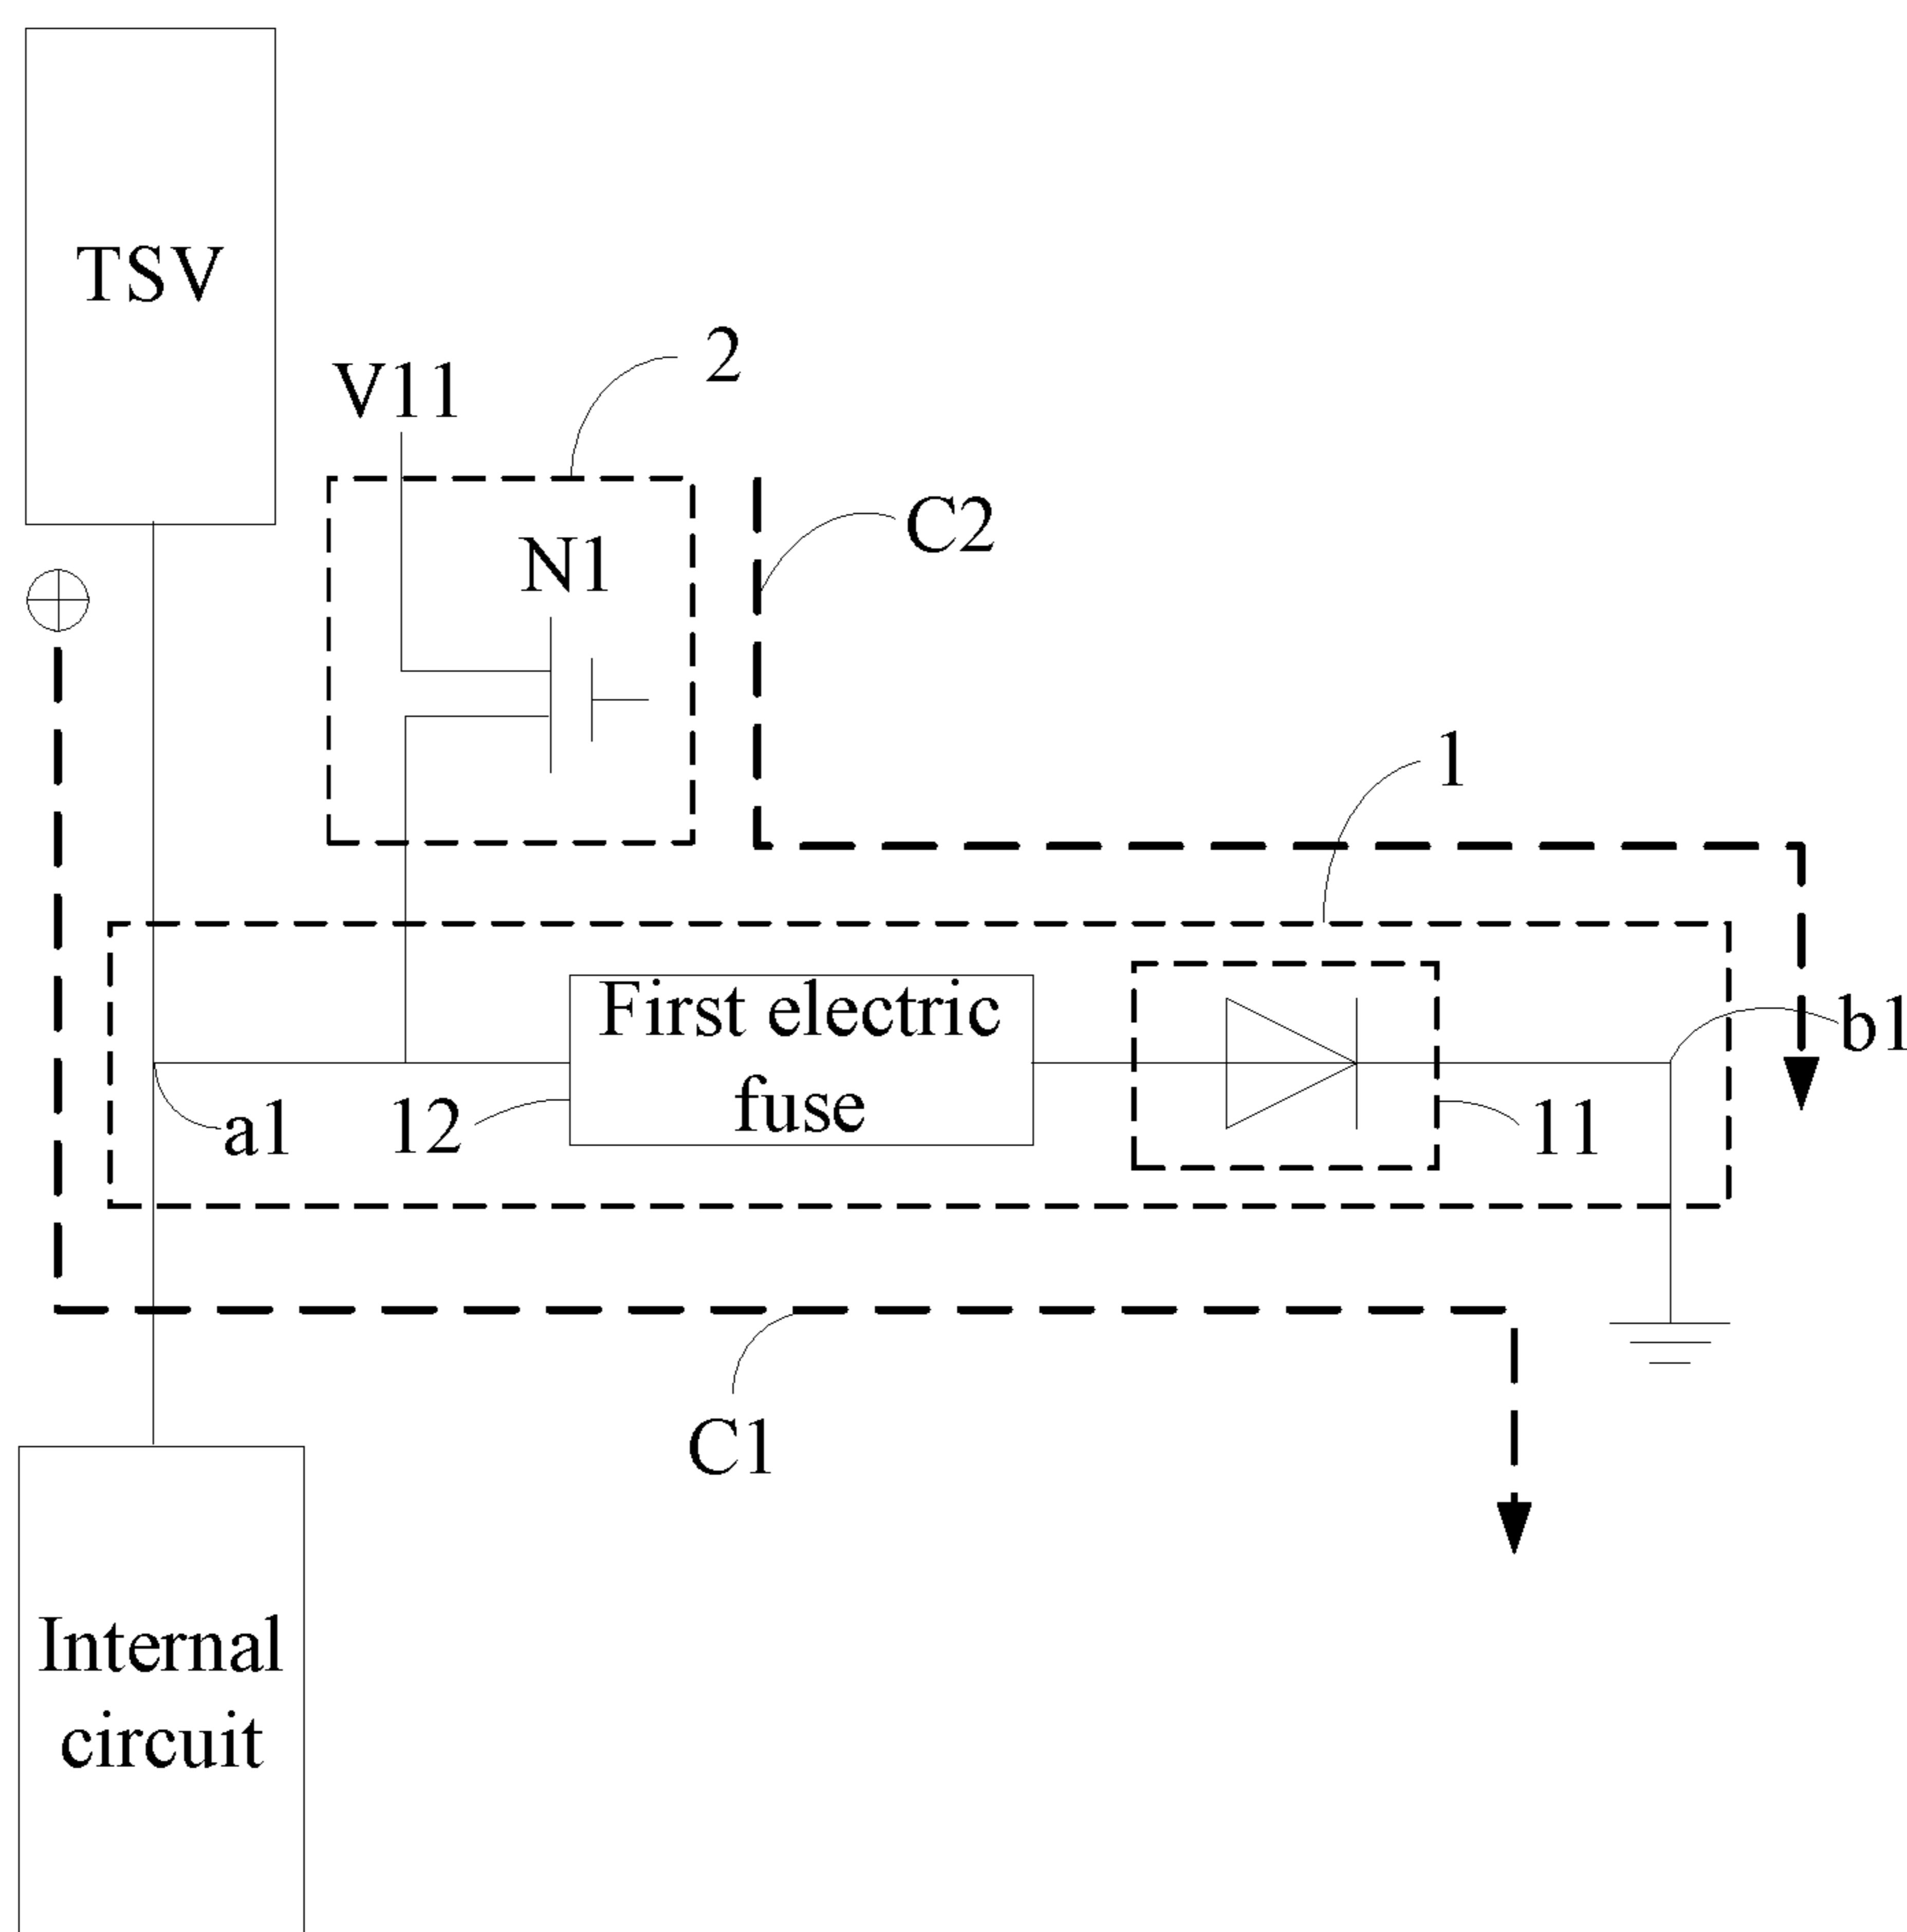 TSV
2
V11
C2
N1
1
First electric
fuse
b1
a1
12
11
C1
Internal
circuit